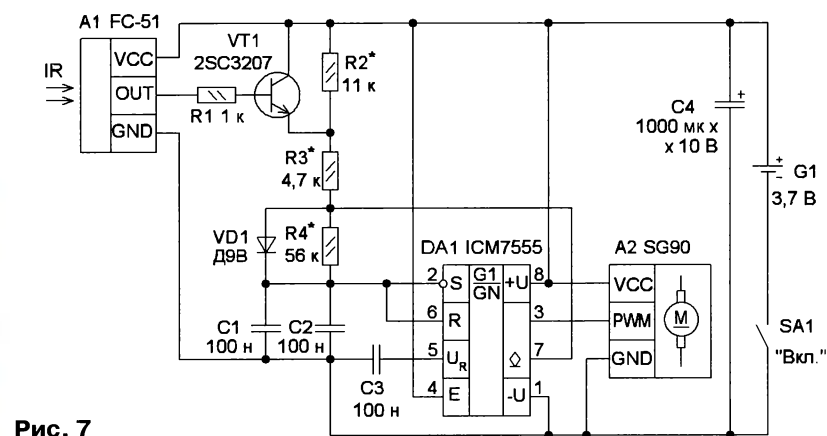 A1 FC-51
VCC
OUT
GND
IR
VT1
2SC3207
R1 1 к
R2*
11 к
R3*
4,7 к
VD1
Д9В
R4*
56 к
C1
100 н
C2
100 н
C3
100 н
DA1 ICM7555
2
6
5
4
S
R
UR
E
G1
GN
+U
-U
8
3
7
1
A2 SG90
VCC
PWM
GND
M
C4
1000 мк х
х 10 В
+
+
-
G1
3,7 В
SA1
"Вкл."
Рис. 7